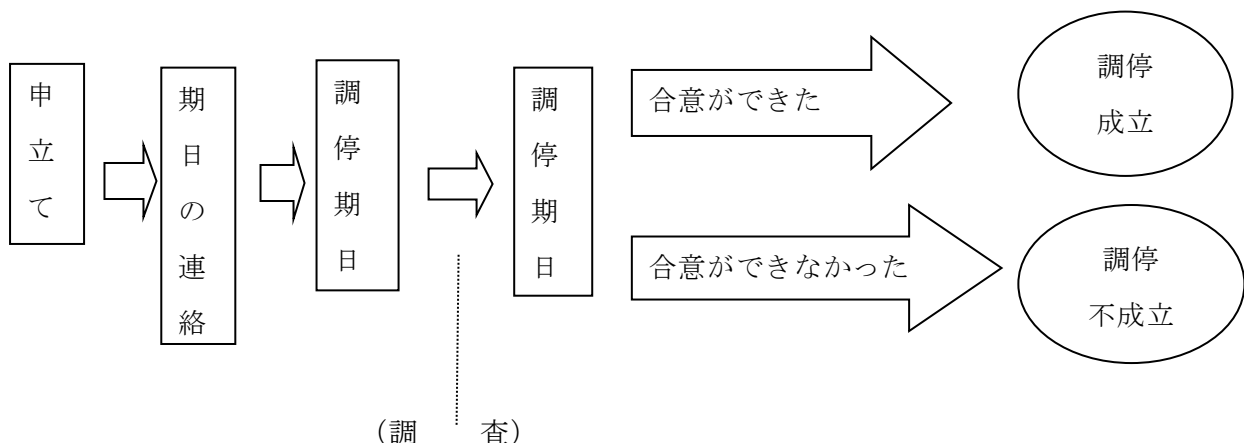 申立て
期日の連絡
調停期日
調停期日
合意ができた
調停
成立
合意ができなかった
調停
不成立
(調 査)